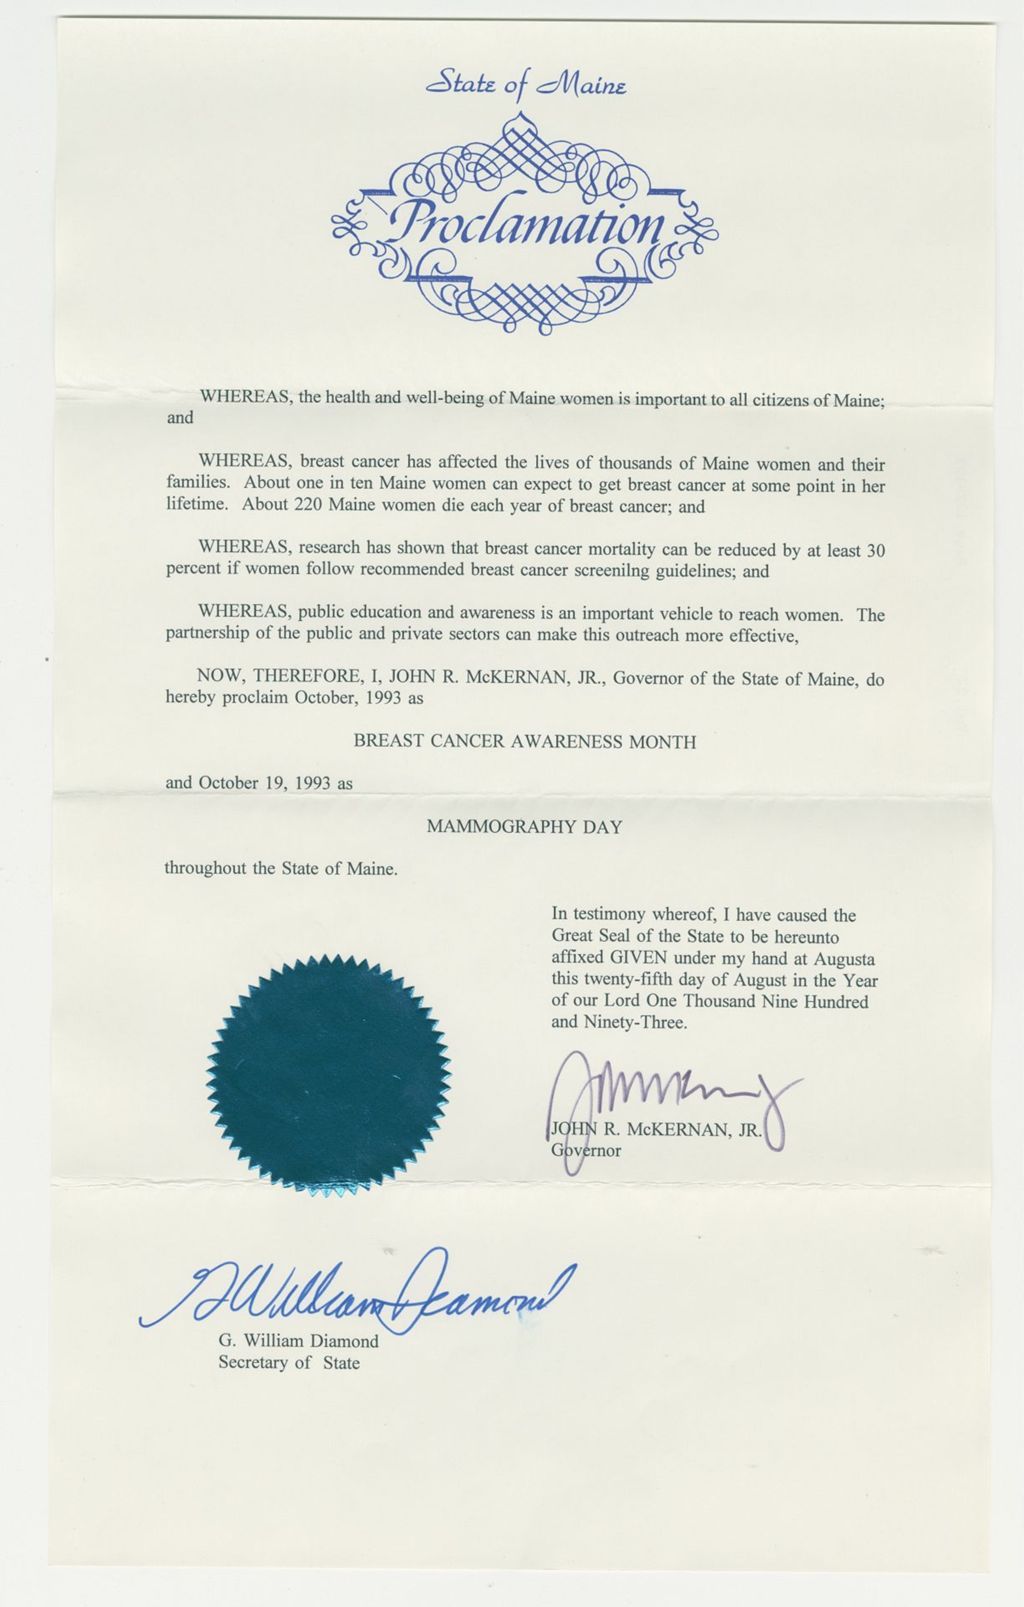 State of Maine
Proclamation
WHEREAS, the health and well-being of Maine women is important to all citizens of Maine;
and
WHEREAS, breast cancer has affected the lives of thousands of Maine women and their
families. About one in ten Maine women can expect to get breast cancer at some point in her
lifetime. About 220 Maine women die each year of breast cancer; and
WHEREAS, research has shown that breast cancer mortality can be reduced by at least 30
percent if women follow recommended breast cancer screenilng guidelines; and
WHEREAS, public education and awareness is an important vehicle to reach women. The
partnership of the public and private sectors can make this outreach more effective,
NOW, THEREFORE, I, JOHN R. McKERNAN, JR., Governor of the State of Maine, do
hereby proclaim October, 1993 as
BREAST CANCER AWARENESS MONTH
and October 19, 1993 as
MAMMOGRAPHY DAY
throughout the State of Maine.
In testimony whereof, I have caused the
Great Seal of the State to be hereunto
affixed GIVEN under my hand at Augusta
this twenty-fifth day of August in the Year
of our Lord One Thousand Nine Hundred
and Ninety-Three.
JOHN R. McKERNAN, JR.
Governor
G William Diamond
G. William Diamond
Secretary of State